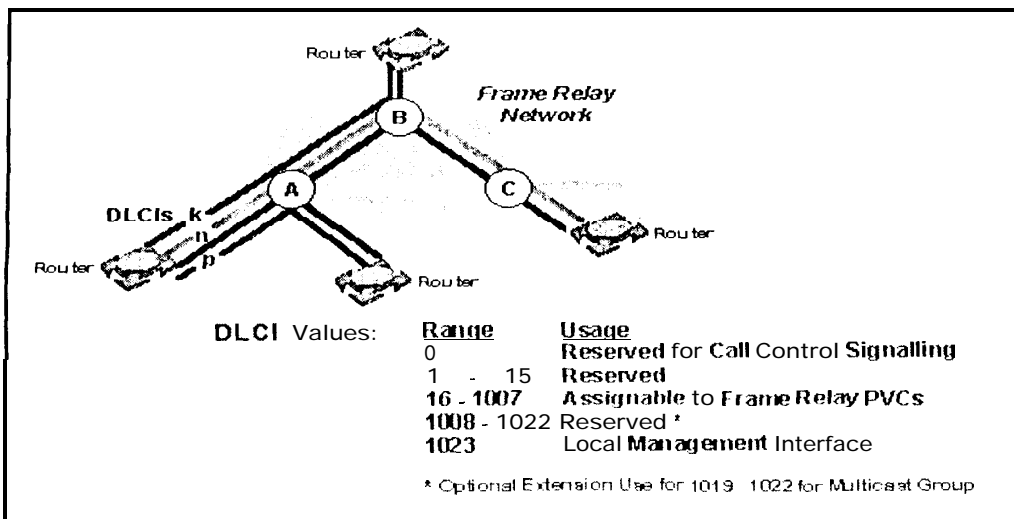 Router
Frame Relay
Network
B
A
C
DLCIs k
n
p
Router
Router
Router
DLCI Values:
Range Usage
0 Reserved for Call Control Signalling
1 - 15 Reserved
16 - 1007 Assignable to Frame Relay PVCs
1008 - 1022 Reserved *
1023 Local Management Interface
* Optional Extension Use for 1019 1022 for Multicast Group